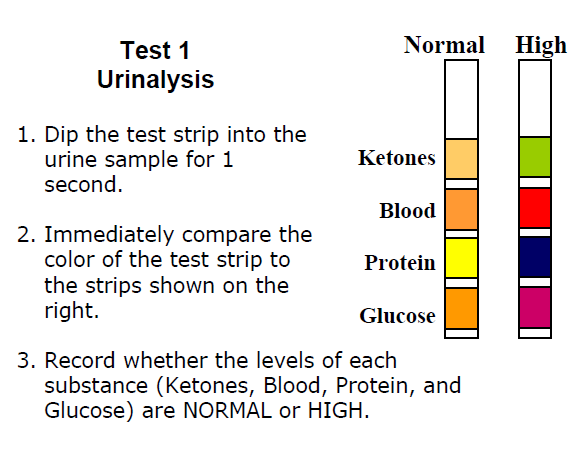 Test 1
Urinalysis
1. Dip the test strip into the
urine sample for 1
second.
2. Immediately compare the
color of the test strip to
the strips shown on the
right.
3. Record whether the levels of each
substance (Ketones, Blood, Protein, and
Glucose) are NORMAL or HIGH.
Normal High
Ketones
Blood
Protein
Glucose